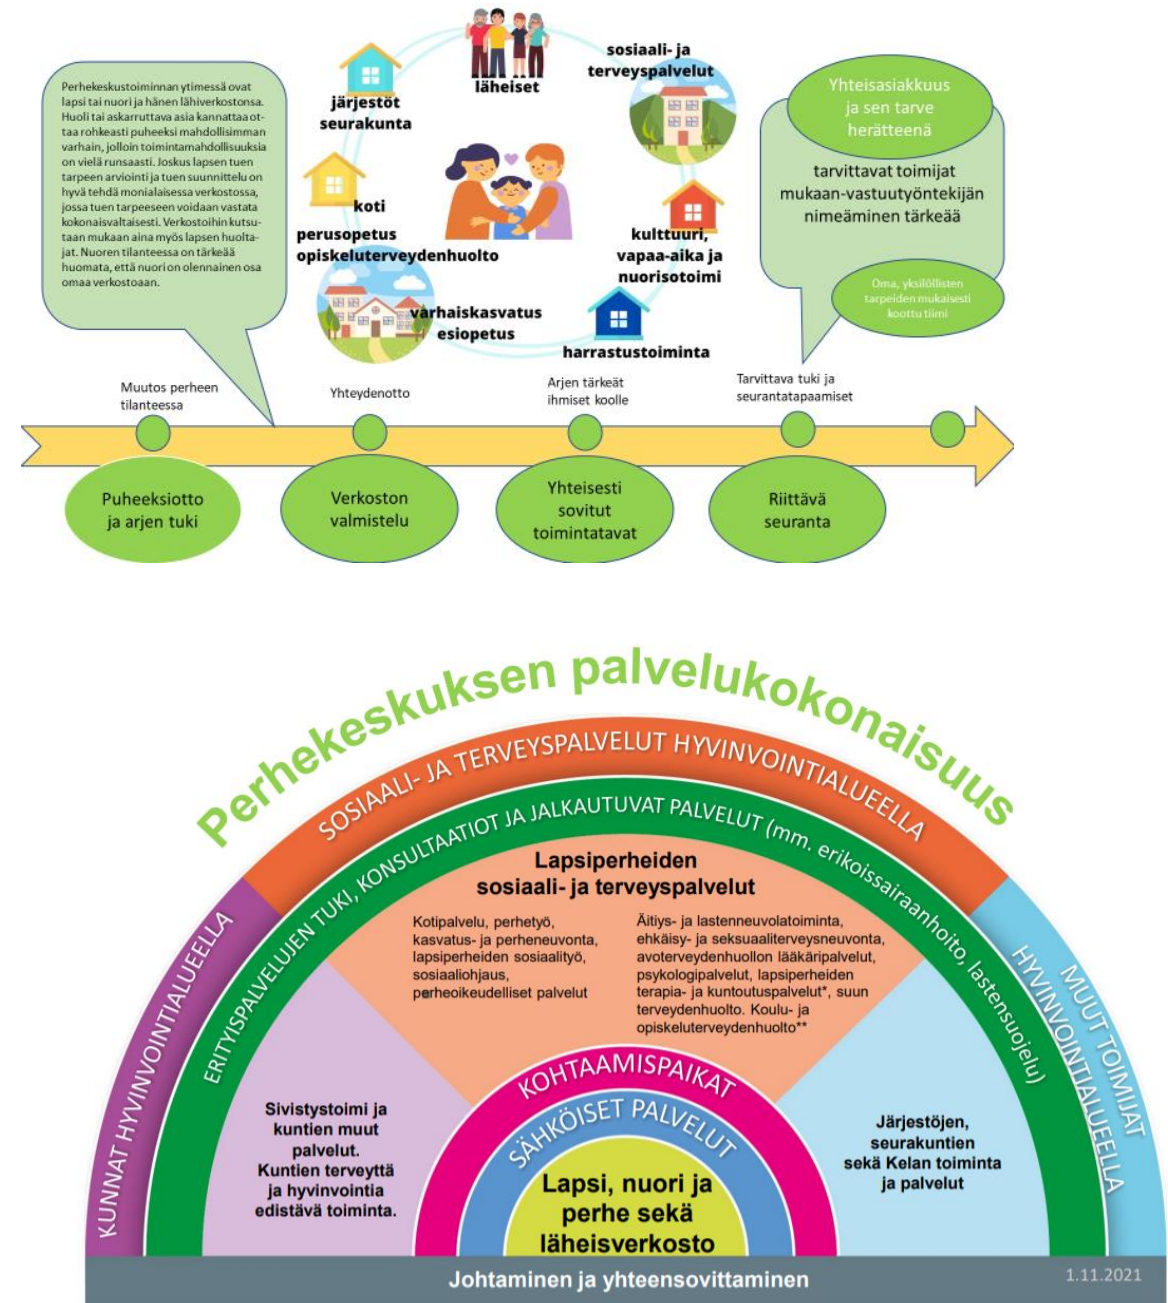 Perhekeskustoiminnan ytimessä ovat
lapsi tai nuori ja hänen lähiverkostonsa.
Huoli tai askarruttava asia kannattaa ot-
taa rohkeasti puheeksi mahdollisimman
varhain, jolloin toimintamahdollisuuksia
on vielä runsaasti. Joskus lapsen tuen
tarpeen arviointi ja tuen suunnittelu on
hyvä tehdä monialaisessa verkostossa,
jossa tuen tarpeeseen voidaan vastata
kokonaisvaltaisesti. Verkostoihin kutsu-
taan mukaan aina myös lapsen huolta-
jat. Nuoren tilanteessa on tärkeää
huomata, että nuori on olennainen osa
omaa verkostoaan.
läheiset
sosiaali- ja
terveyspalvelut
järjestöt
seurakunta
koti
perusopetus
opiskeluterveydenhuolto
kulttuuri,
vapaa-aika ja
nuorisotoimi
varhaiskasvatus
esiopetus
harrastustoiminta
Yhteisasiakkuus
ja sen tarve
herätteenä
tarvittavat toimijat
mukaan-vastuutyöntekijän
nimeäminen tärkeää
Oma, yksilöllisten
tarpeiden mukaisesti
koottu tiimi
Muutos perheen
tilanteessa
Yhteydenotto
Arjen tärkeät
ihmiset koolle
Tarvittava tuki ja
seurantatapaamiset
Puheeksiotto
ja arjen tuki
Verkoston
valmistelu
Yhteisesti
sovitut
toimintatavat
Riittävä
seuranta
Perhekeskuksen palvelukokonaisuus
SOSIAALI- JA TERVEYSPALVELUT HYVINVOINTIALUEELLA
KUNNAT HYVINVOINTIALUEELLA
MUUT TOIMIJAT
HYVINVOINTIALUEELLA
ERITYISPALVELUJEN TUKI, KONSULTAATIOT JA JALKAUTUVAT PALVELUT (mm. erikoissairaanhoito, lastensuojelu)
Lapsiperheiden
sosiaali- ja terveyspalvelut
Kotipalvelu, perhetyö,
kasvatus- ja perheneuvonta,
lapsiperheiden sosiaalityö,
sosiaaliohjaus,
perheoikeudelliset palvelut
Äitiys- ja lastenneuvolatoiminta,
ehkäisy- ja seksuaaliterveysneuvonta,
avoterveydenhuollon lääkäripalvelut,
psykologipalvelut, lapsiperheiden
terapia- ja kuntoutuspalvelut*, suun
terveydenhuolto. Koulu- ja
opiskeluterveydenhuolto**
Sivistystoimi ja
kuntien muut
palvelut.
Kuntien terveyttä
ja hyvinvointia
edistävä toiminta.
Järjestöjen,
seurakuntien
sekä Kelan toiminta
ja palvelut
KOHTAAMISPAIKAT
SÄHKÖISET PALVELUT
Lapsi, nuori ja
perhe sekä
läheisverkosto
Johtaminen ja yhteensovittaminen
1.11.2021